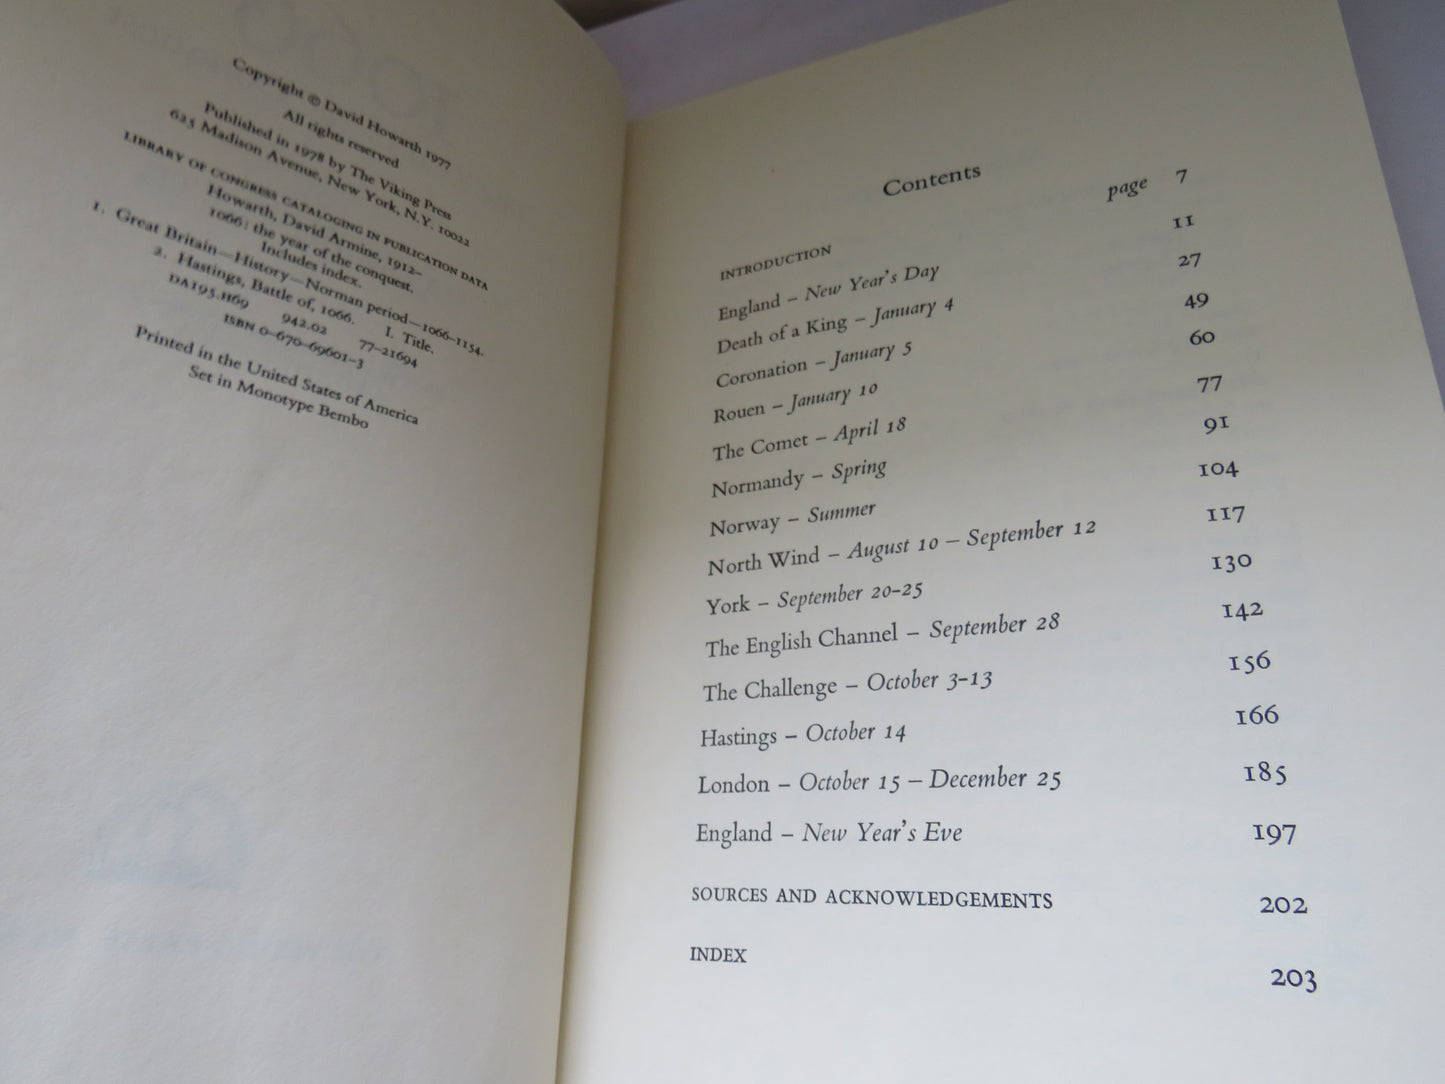 Copyright © David Howarth 1977
All rights reserved
Published in 1978 by The Viking Press
625 Madison Avenue, New York, N.Y. 10022
LIBRARY OF CONGRESS CATALOGING IN PUBLICATION DATA
Howarth, David Armine, 1912–
1066: the year of the conquest.
Includes index.
1. Great Britain—History—Norman period—1066–1154.
2. Hastings, Battle of, 1066. I. Title.
DA195.H69 942.02 77–21694
ISBN 0–670–69601–3
Printed in the United States of America
Set in Monotype Bembo
Contents
INTRODUCTION page 7
England – New Year's Day 11
Death of a King – January 4 27
Coronation – January 5 49
Rouen – January 10 60
The Comet – April 18 77
Normandy – Spring 91
Norway – Summer 104
North Wind – August 10 – September 12 117
York – September 20–25 130
The English Channel – September 28 142
The Challenge – October 3–13 156
Hastings – October 14 166
London – October 15 – December 25 185
England – New Year's Eve 197
SOURCES AND ACKNOWLEDGEMENTS 202
INDEX 203